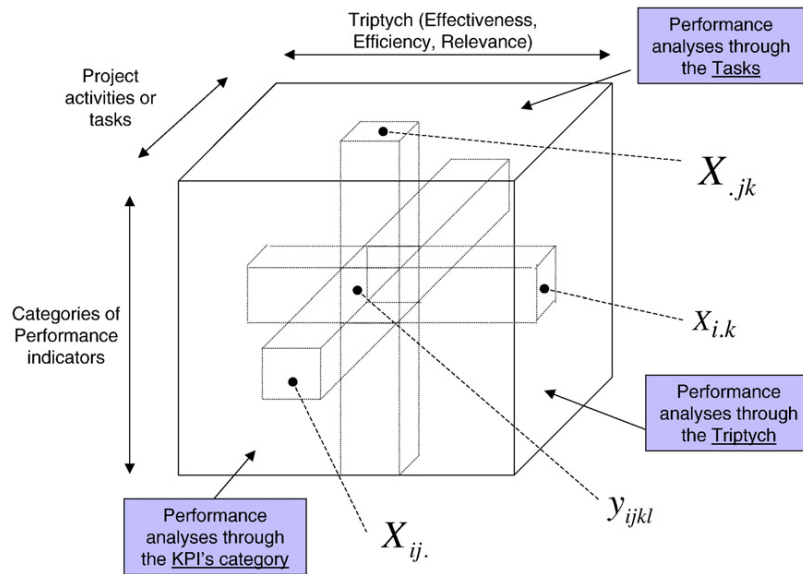 Triptych (Effectiveness,
Efficiency, Relevance)
Performance
analyses through
the Tasks
Project
activities or
tasks
X.jk
Categories of
Performance
indicators
Xi.k
Performance
analyses through
the Triptych
yijkl
Performance
analyses through
the KPI's category
Xij.